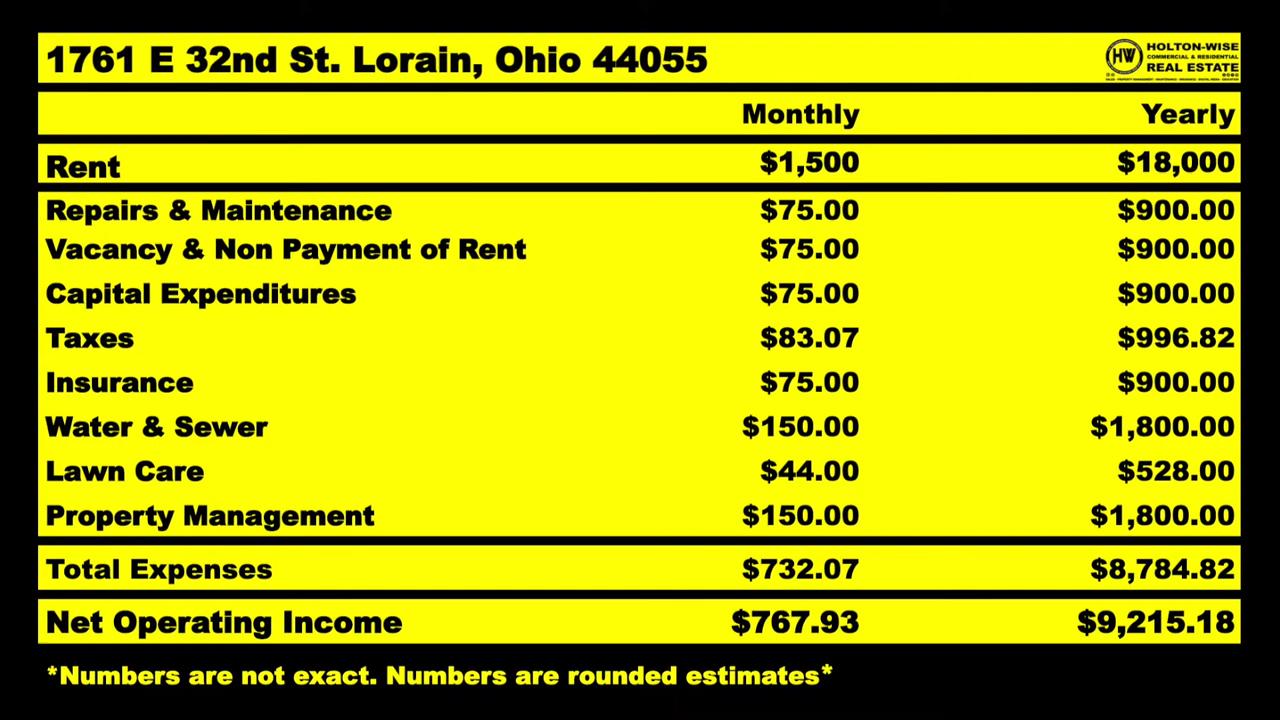 1761 E 32nd St. Lorain, Ohio 44055
HW
HOLTON-WISE
COMMERCIAL & RESIDENTIAL
REAL ESTATE
Monthly Yearly
Rent $1,500 $18,000
Repairs & Maintenance $75.00 $900.00
Vacancy & Non Payment of Rent $75.00 $900.00
Capital Expenditures $75.00 $900.00
Taxes $83.07 $996.82
Insurance $75.00 $900.00
Water & Sewer $150.00 $1,800.00
Lawn Care $44.00 $528.00
Property Management $150.00 $1,800.00
Total Expenses $732.07 $8,784.82
Net Operating Income $767.93 $9,215.18
*Numbers are not exact. Numbers are rounded estimates*